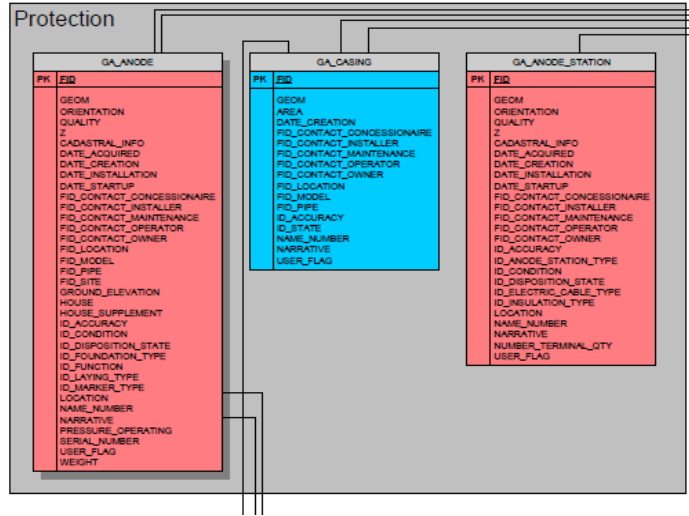 Protection
GA_ANODE
PK FID
GEOM
ORIENTATION
QUALITY
Z
CADASTRAL_INFO
DATE_ACQUIRED
DATE_CREATION
DATE_INSTALLATION
DATE_STARTUP
FID_CONTACT_CONCESSIONAIRE
FID_CONTACT_INSTALLER
FID_CONTACT_MAINTENANCE
FID_CONTACT_OPERATOR
FID_CONTACT_OWNER
FID_LOCATION
FID_MODEL
FID_PIPE
FID_SITE
GROUND_ELEVATION
HOUSE
HOUSE_SUPPLEMENT
ID_ACCURACY
ID_CONDITION
ID_DISPOSITION_STATE
ID_FOUNDATION_TYPE
ID_FUNCTION
ID_LAYING_TYPE
ID_MARKER_TYPE
LOCATION
NAME_NUMBER
NARRATIVE
PRESSURE_OPERATING
SERIAL_NUMBER
USER_FLAG
WEIGHT
GA_CASING
PK FID
GEOM
AREA
DATE_CREATION
FID_CONTACT_CONCESSIONAIRE
FID_CONTACT_INSTALLER
FID_CONTACT_MAINTENANCE
FID_CONTACT_OPERATOR
FID_CONTACT_OWNER
FID_LOCATION
FID_MODEL
FID_PIPE
ID_ACCURACY
ID_STATE
NAME_NUMBER
NARRATIVE
USER_FLAG
GA_ANODE_STATION
PK FID
GEOM
ORIENTATION
QUALITY
Z
CADASTRAL_INFO
DATE_ACQUIRED
DATE_CREATION
DATE_INSTALLATION
DATE_STARTUP
FID_CONTACT_CONCESSIONAIRE
FID_CONTACT_INSTALLER
FID_CONTACT_MAINTENANCE
FID_CONTACT_OPERATOR
FID_CONTACT_OWNER
ID_ACCURACY
ID_ANODE_STATION_TYPE
ID_CONDITION
ID_DISPOSITION_STATE
ID_ELECTRIC_CABLE_TYPE
ID_INSULATION_TYPE
LOCATION
NAME_NUMBER
NARRATIVE
NUMBER_TERMINAL_QTY
USER_FLAG